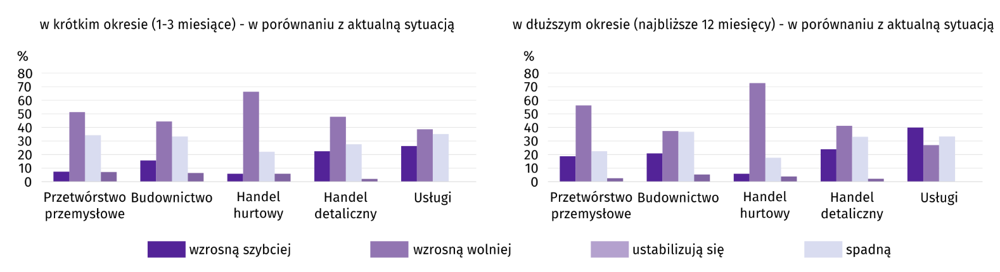 w krótkim okresie (1-3 miesiące) - w porównaniu z aktualną sytuacją
%
80
70
60
50
40
30
20
10
0
Przetwórstwo przemysłowe
Budownictwo
Handel hurtowy
Handel detaliczny
Usługi
w dłuższym okresie (najbliższe 12 miesięcy) - w porównaniu z aktualną sytuacją
%
80
70
60
50
40
30
20
10
0
Przetwórstwo przemysłowe
Budownictwo
Handel hurtowy
Handel detaliczny
Usługi
wzrosną szybciej
wzrosną wolniej
ustabilizują się
spadną